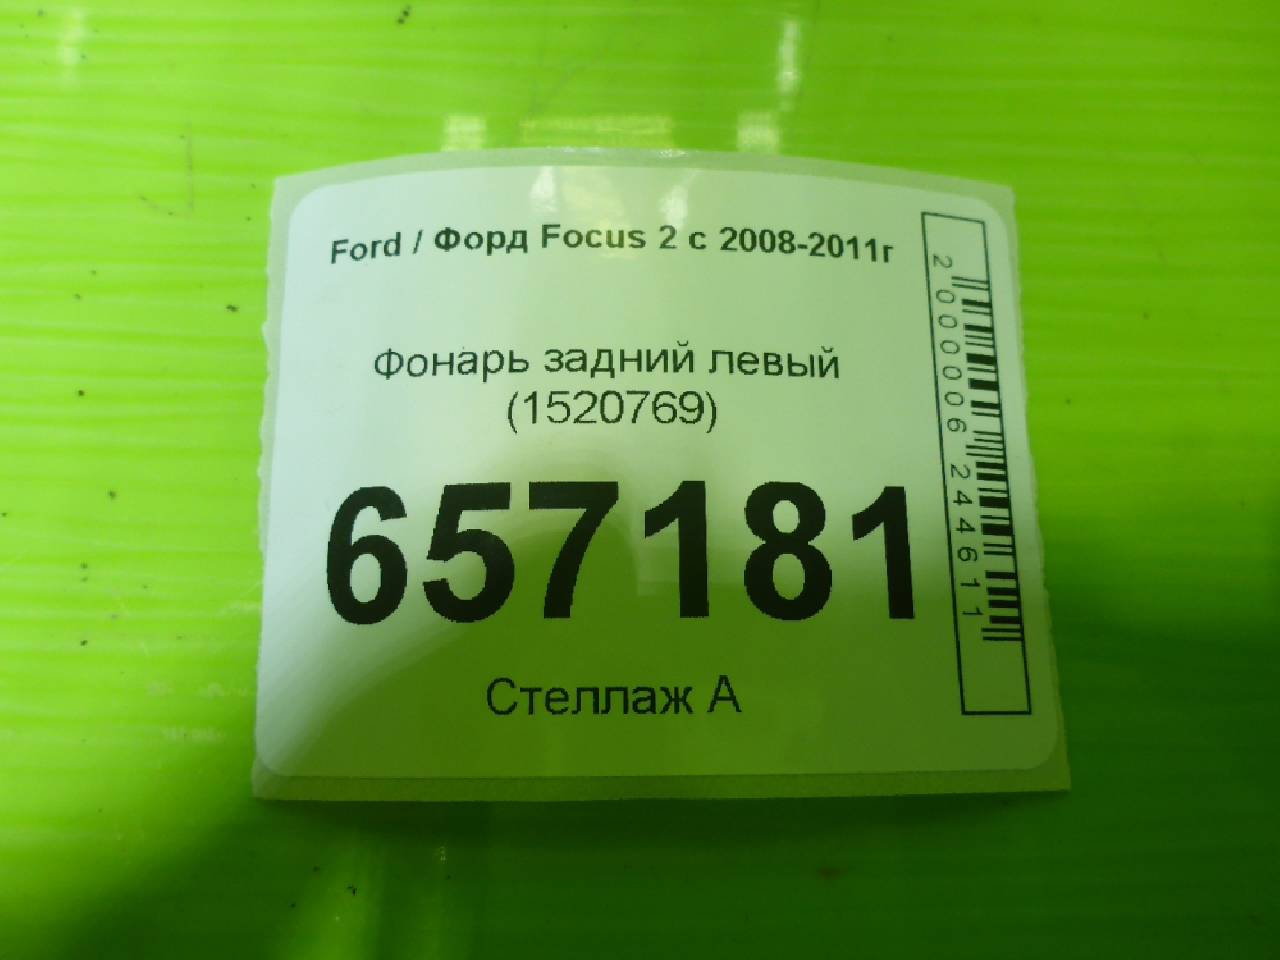 Ford / Форд Focus 2 с 2008-2011г
Фонарь задний левый
(1520769)
657181
Стеллаж А
2000006244611